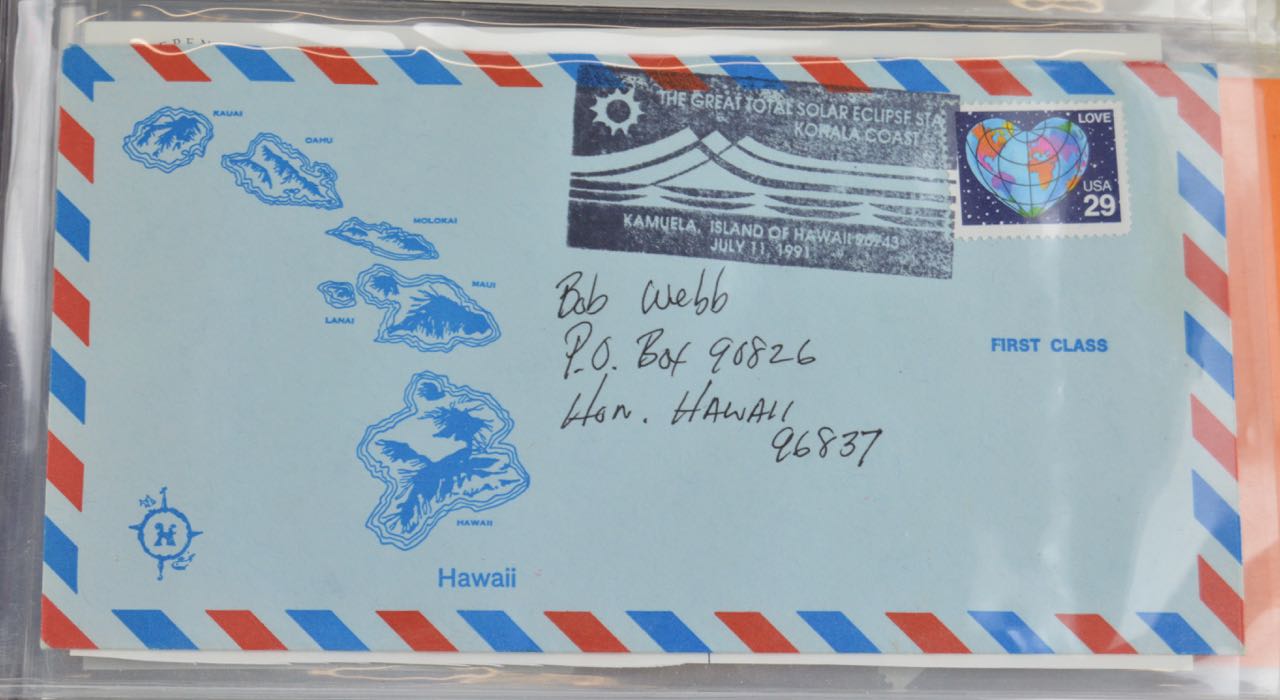 KAUAI
OAHU
MOLOKAI
MAUI
LANAI
HAWAII
H
Hawaii
THE GREAT TOTAL SOLAR ECLIPSE STA
KOHALA COAST
KAMUELA, ISLAND OF HAWAII 96743
JULY 11, 1991
LOVE
USA
29
Bob Webb
P.O. Box 90826
Hon. HAWAII
96837
FIRST CLASS